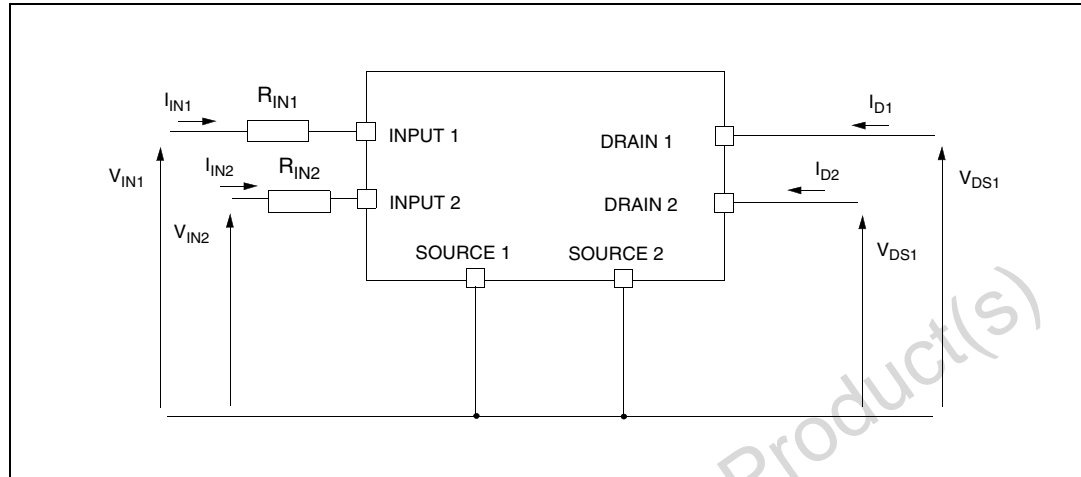 I_IN1
R_IN1
INPUT 1
DRAIN 1
I_D1
V_IN1
I_IN2
R_IN2
INPUT 2
DRAIN 2
I_D2
V_DS1
V_IN2
SOURCE 1
SOURCE 2
V_DS1
Product(s)